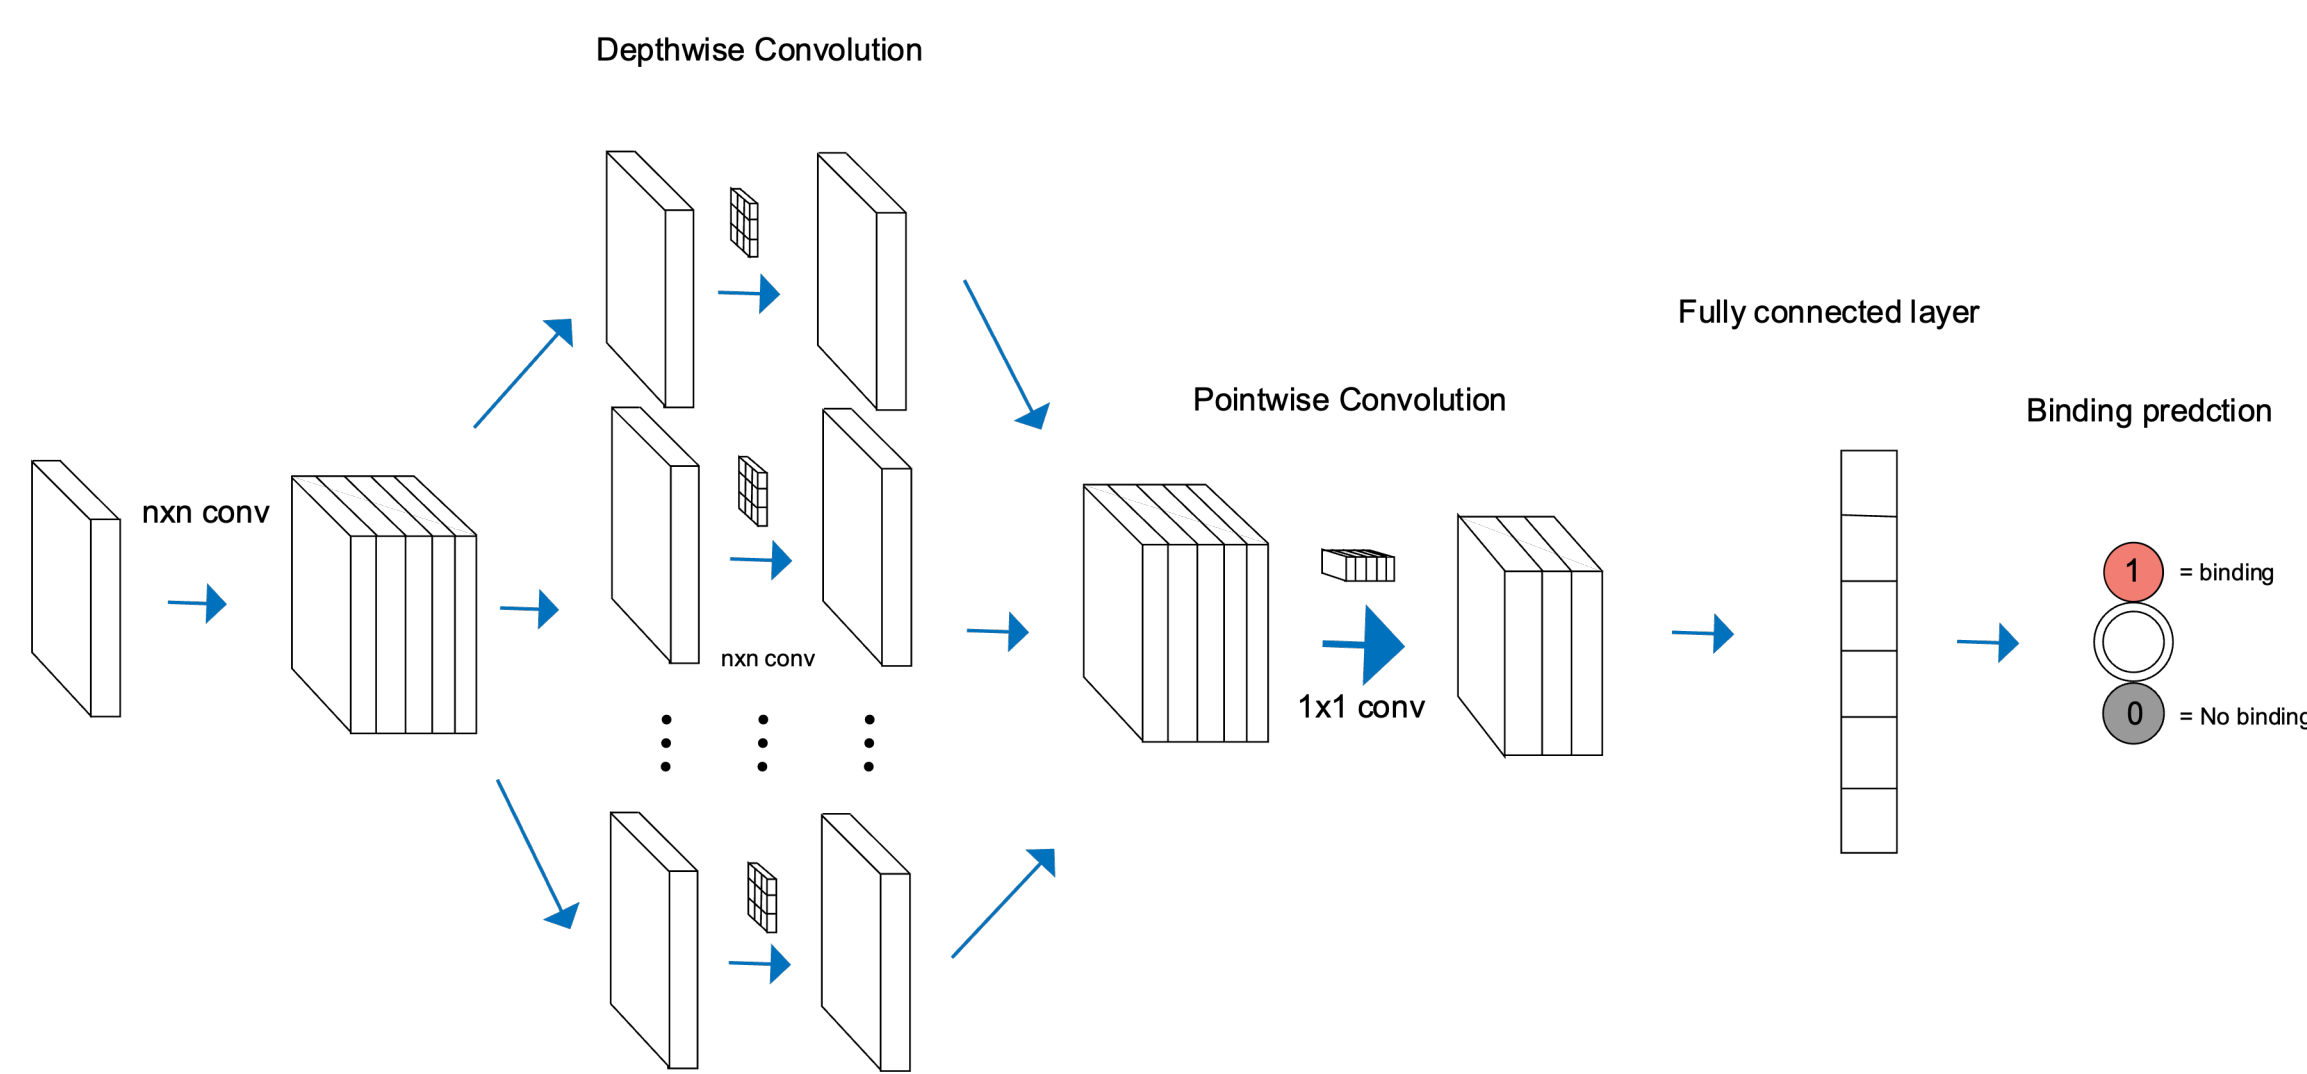 Depthwise Convolution
Fully connected layer
Pointwise Convolution
Binding predction
nxn conv
1
= binding
nxn conv
1x1 conv
0
= No binding